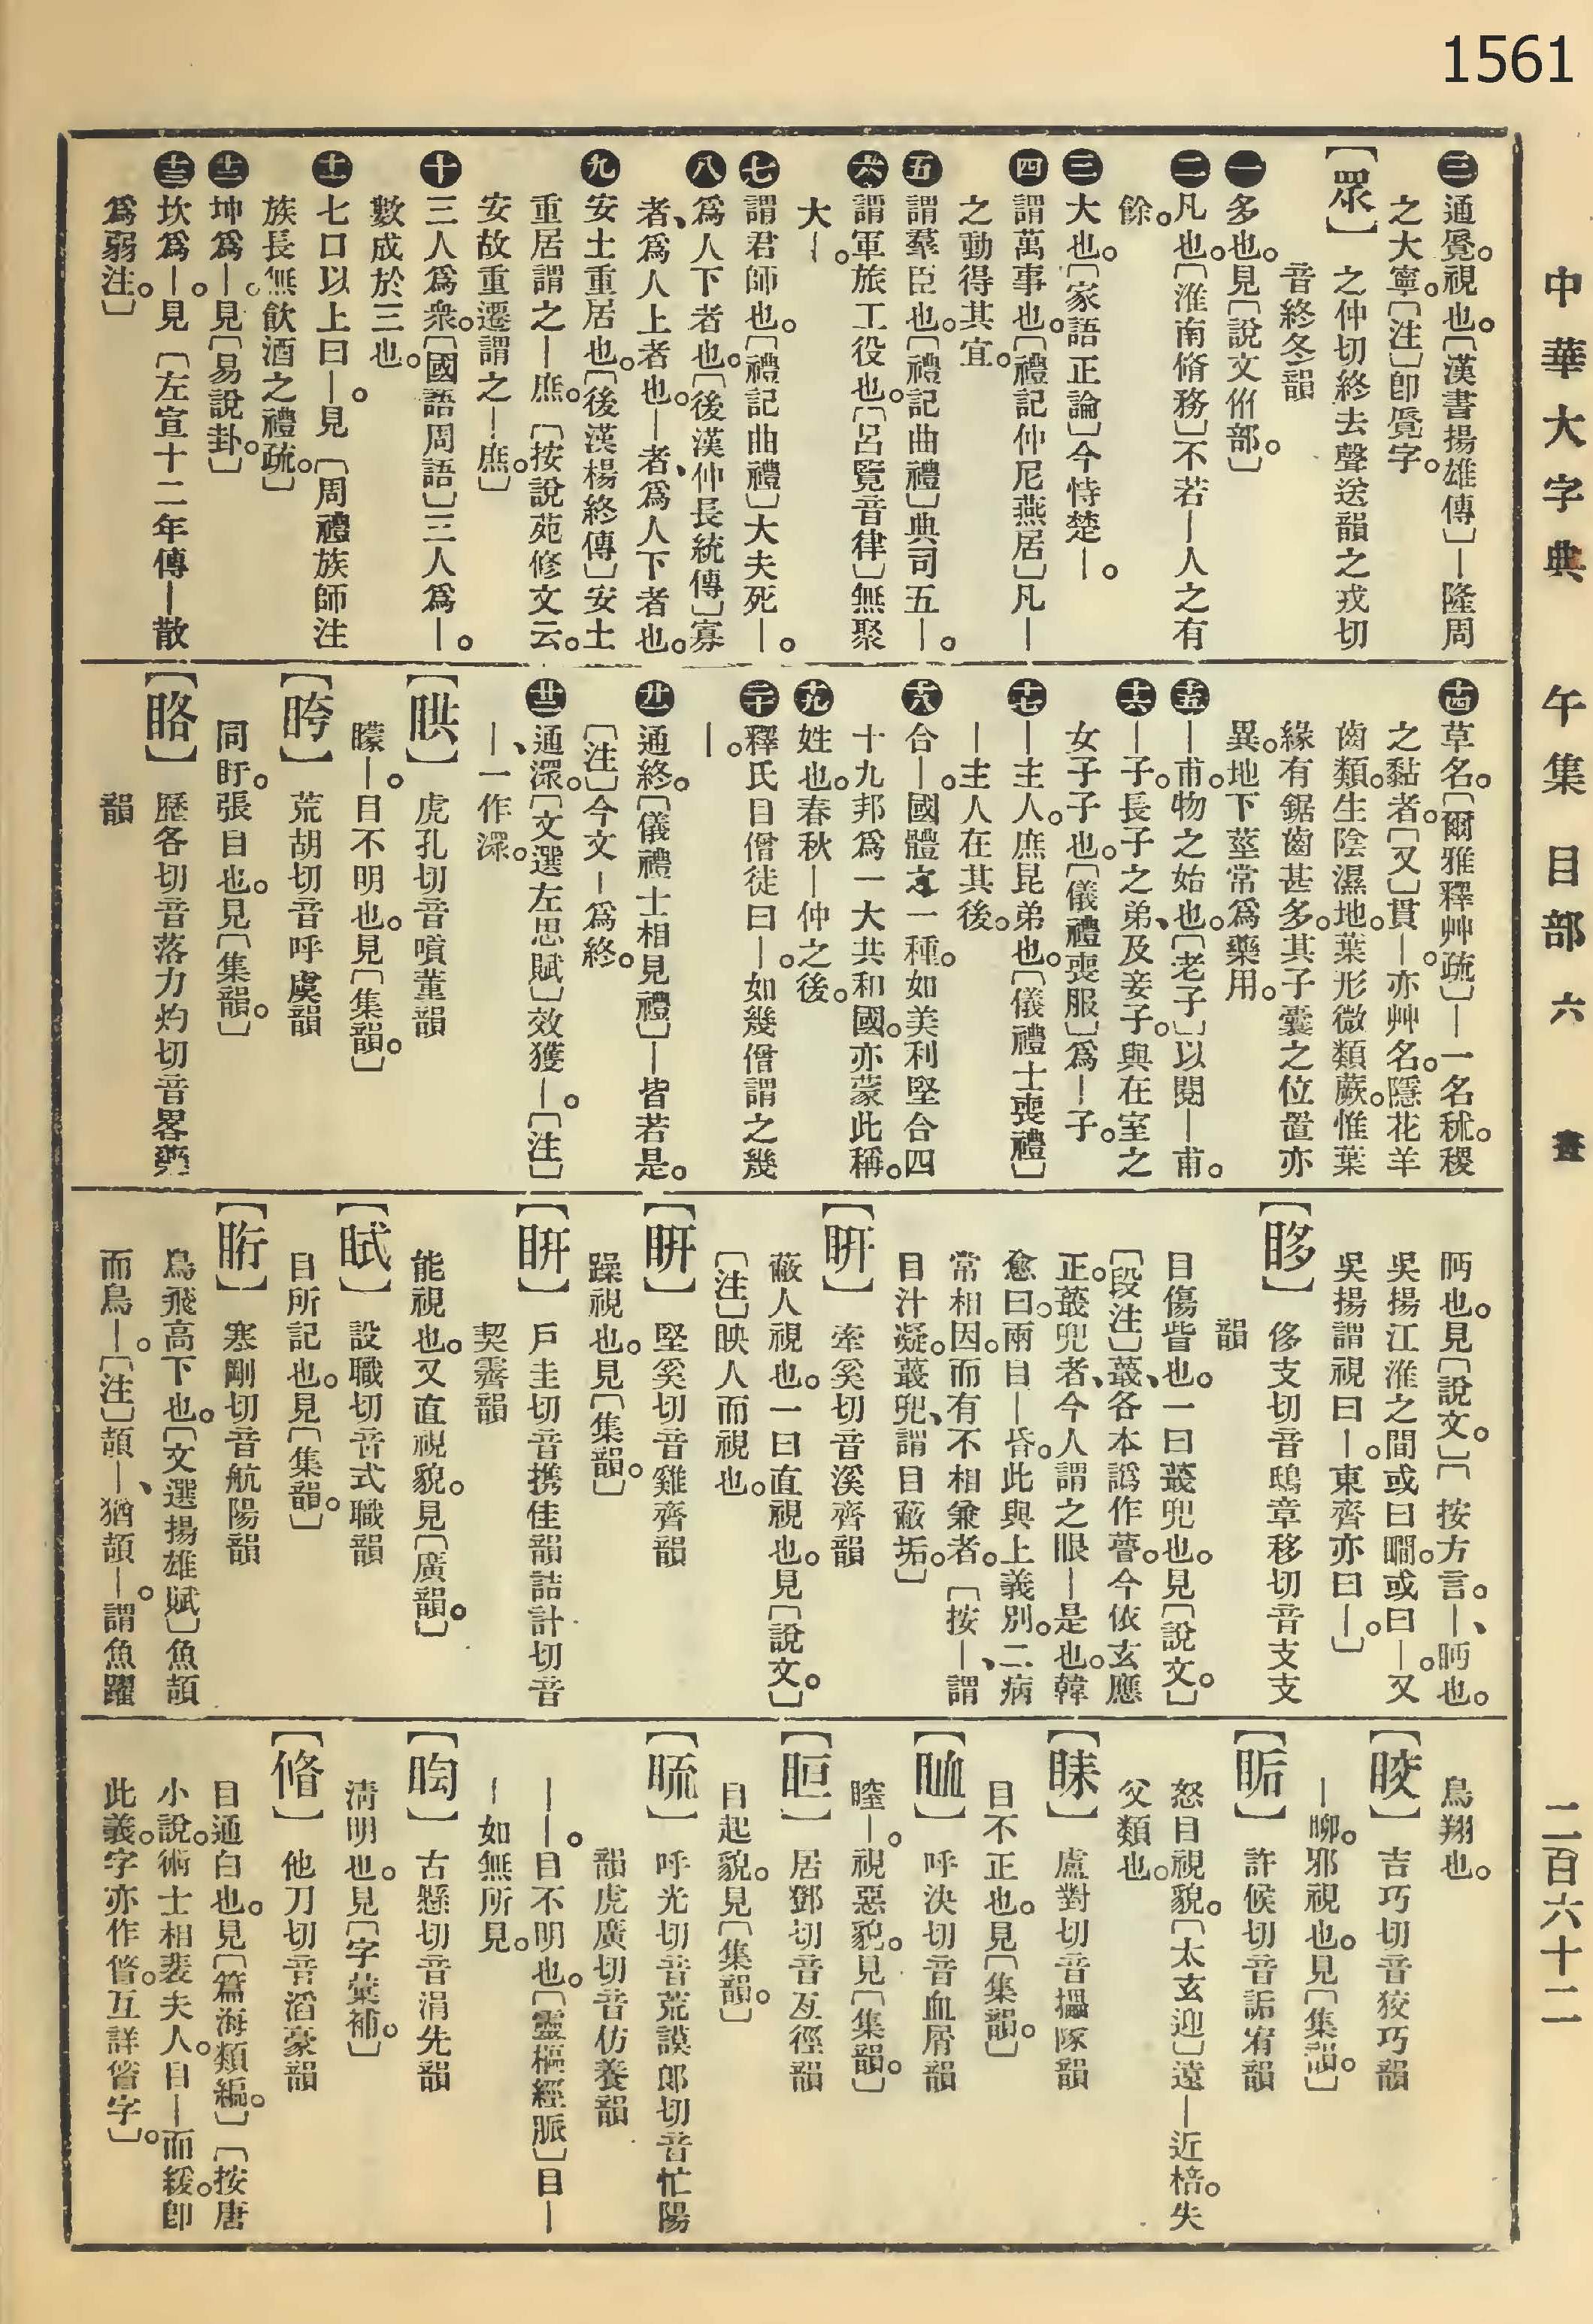 1561
中華大字典　午集　目部　六畫　二百六十二
㊂通覺。視也。〔漢書揚雄傳〕―隆周
之大寧。〔注〕卽覺字。
【眾】之仲切終去聲送韻之戎切
音終冬韻
㊀多也。見〔說文㐺部。〕
㊁凡也。〔淮南脩務〕不若―人之有
餘。
㊂大也。〔家語正論〕今恃楚―。
㊃謂萬事也。〔禮記仲尼燕居〕凡―
之動得其宜。
㊄謂羣臣也。〔禮記曲禮〕典司五―。
㊅謂軍旅工役也。〔呂覽音律〕無聚
大―。
㊆謂君師也。〔禮記曲禮〕大夫死―。
㊇爲人下者也。〔後漢仲長統傳〕寡
者、爲人上者也。―者、爲人下者也。
㊈安土重居也。〔後漢楊終傳〕安土
重居謂之―庶。〔按說苑修文云。
安故重遷謂之―庶。〕
㊉三人爲衆。〔國語周語〕三人爲―。
數成於三也。
十一 七口以上曰―。見〔周禮族師注
族長無飮酒之禮疏。〕
十二 坤爲―。見〔易說卦。〕
十三 坎爲―。見〔左宣十二年傳―散
爲弱注。〕
十四 草名。〔爾雅釋艸疏〕―一名秫。稷
之黏者。〔又〕貫―。亦艸名。隱花羊
齒類。生陰濕地。葉形微類蕨。惟葉
緣有鋸齒甚多。其子囊之位置亦
異。地下莖常爲藥用。
十五 ―甫。物之始也。〔老子〕以閱―甫。
十六 ―子。長子之弟、及妾子。與在室之
女子子也。〔儀禮喪服〕爲―子。
十七 ―主人。庶昆弟也。〔儀禮士喪禮〕
―主人在其後。
十八 合―。國體之一種。如美利堅合四
十九邦爲一大共和國。亦蒙此稱。
十九 姓也。春秋―仲之後。
二十 釋氏目僧徒曰―。如幾僧謂之幾
―。
廿一 通終。〔儀禮士相見禮〕―皆若是。
〔注〕今文―爲終。
廿二 通潀。〔文選左思賦〕效獲―。〔注〕
―、一作潀。
【䀧】虎孔切音嗊董韻
矇―。目不明也。見〔集韻。〕
【盻】荒胡切音呼虞韻
同盱。張目也。見〔集韻。〕
【䀩】歷各切音落力灼切音畧藥
韻
眄也。見〔說文。〕〔按方言。―、眄也。
吳揚江淮之間或曰瞯。或曰―。又
吳揚謂視曰―。東齊亦曰―。〕
【眵】侈支切音鴟章移切音支支
韻
目傷眥也。一曰䁾兜也。見〔說文。〕
〔段注〕䁾、各本譌作瞢。今依玄應
正。䁾兜者、今人謂之眼―是也。韓
愈曰。兩目―昏。此與上義別。二病
常相因。而有不相兼者。〔按―、謂
目汁凝。䁾兜、謂目蔽垢。〕
【䀽】牽奚切音溪齊韻
蔽人視也。一曰直視也。見〔說文。〕
〔注〕映人而視也。
【䀽】堅奚切音雞齊韻
躁視也。見〔集韻。〕
【䀽】戶圭切音攜佳韻詰計切音
契霽韻
能視也。又直視貌。見〔廣韻。〕
【眓】設職切音式職韻
目所記也。見〔集韻。〕
【䀪】寒剛切音航陽韻
鳥飛高下也。〔文選揚雄賦〕魚頡
而鳥―。〔注〕頡―、猶頡―。謂魚躍
鳥翔也。
【䀹】吉巧切音狡巧韻
―䀫。邪視也。見〔集韻。〕
【䀭】許候切音詬宥韻
怒目視貌。〔太玄迎〕遠―近掊。失
父類也。
【䀶】盧對切音攂隊韻
目不正也。見〔集韻。〕
【䀜】呼決切音血屑韻
瞠―。視惡貌。見〔集韻。〕
【䀴】居鄧切音亙徑韻
目起貌。見〔集韻。〕
【䀮】呼光切音荒謨郞切音忙陽
韻虎廣切音仿養韻
――。目不明也。〔靈樞經脈〕目―
―如無所見。
【眴】古懸切音涓先韻
淸明也。見〔字彙補。〕
【㫺】他刀切音滔豪韻
目通白也。見〔篇海類編。〕〔按唐
小說。術士相裴夫人。目―而緩。卽
此義。字亦作㫺。互詳㫺字〕。